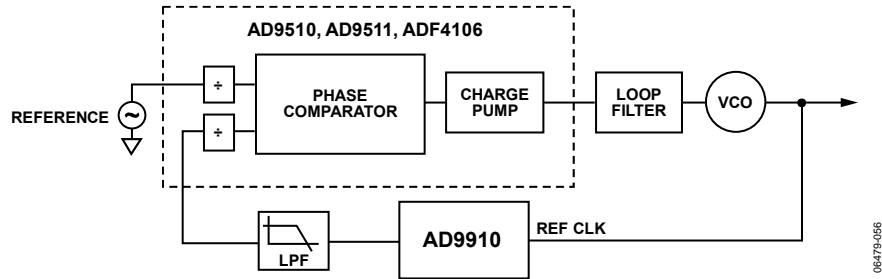 AD9510, AD9511, ADF4106
REFERENCE
~
÷
÷
PHASE
COMPARATOR
CHARGE
PUMP
LOOP
FILTER
VCO
LPF
AD9910
REF CLK
06479-056